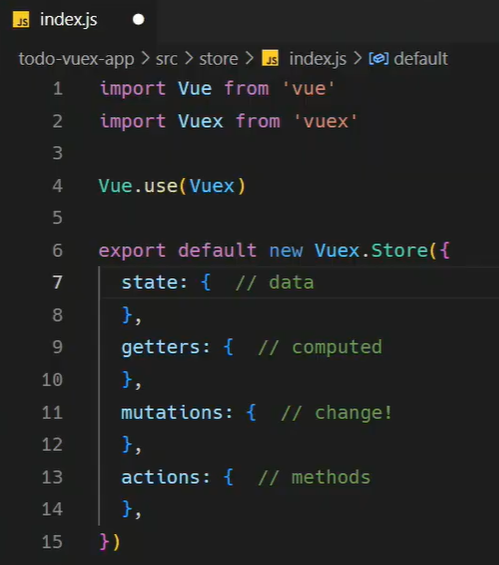 JS index.js
todo-vuex-app > src > store > JS index.js > default
1 import Vue from 'vue'
2 import Vuex from 'vuex'
3
4 Vue.use(Vuex)
5
6 export default new Vuex.Store({
7   state: {  // data
8   },
9   getters: {  // computed
10   },
11   mutations: {  // change!
12   },
13   actions: {  // methods
14   },
15 })